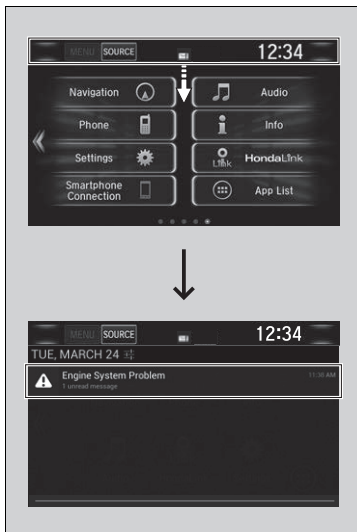 MENU SOURCE 12:34
Navigation Audio
Phone Info
Settings Link HondaLink
Smartphone
Connection App List
MENU SOURCE 12:34
TUE, MARCH 24
Engine System Problem 11:30 AM
1 unread message